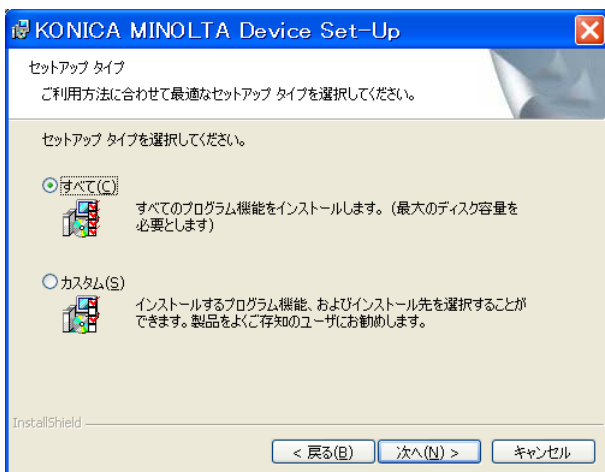 KONICA MINOLTA Device Set-Up
セットアップ タイプ
ご利用方法に合わせて最適なセットアップ タイプを選択してください。
セットアップ タイプを選択してください。
すべて(C)
すべてのプログラム機能をインストールします。(最大のディスク容量を
必要とします)
カスタム(S)
インストールするプログラム機能、およびインストール先を選択することが
できます。製品をよくご存知のユーザにお勧めします。
InstallShield
< 戻る(B) 次へ(N) > キャンセル